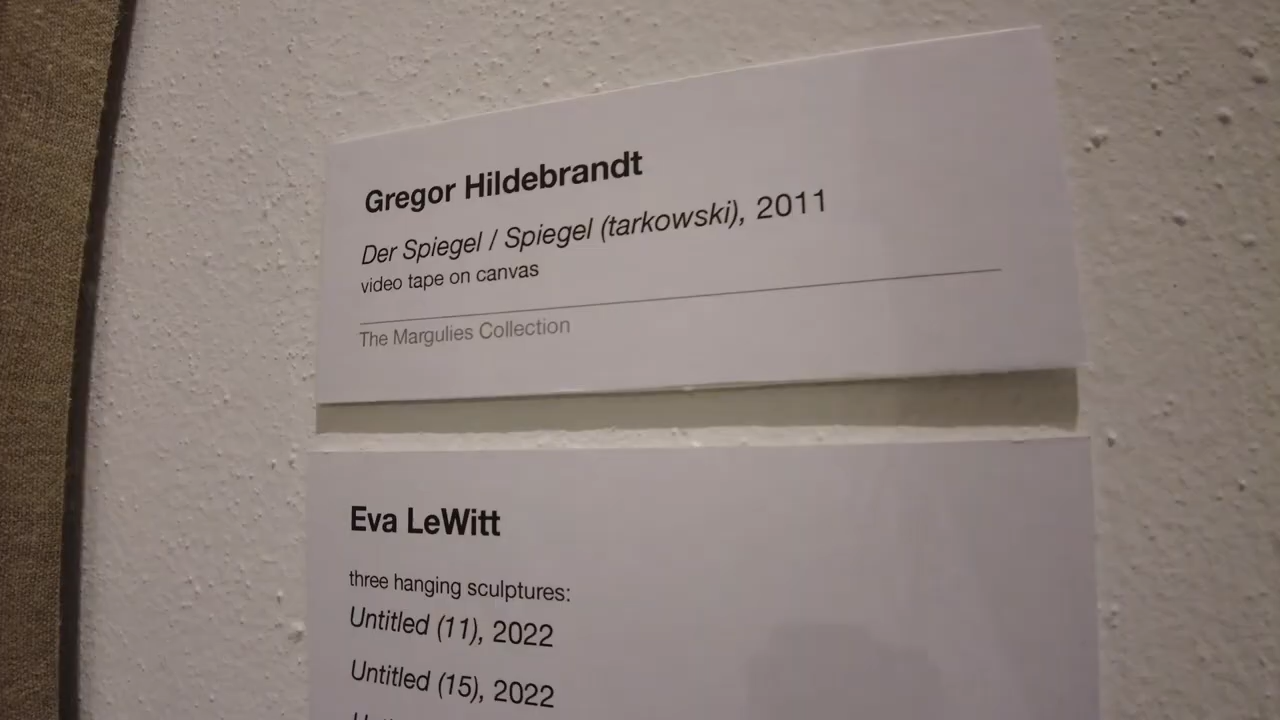 Gregor Hildebrandt
Der Spiegel / Spiegel (tarkowski), 2011
video tape on canvas
The Margulies Collection
Eva LeWitt
three hanging sculptures:
Untitled (11), 2022
Untitled (15), 2022